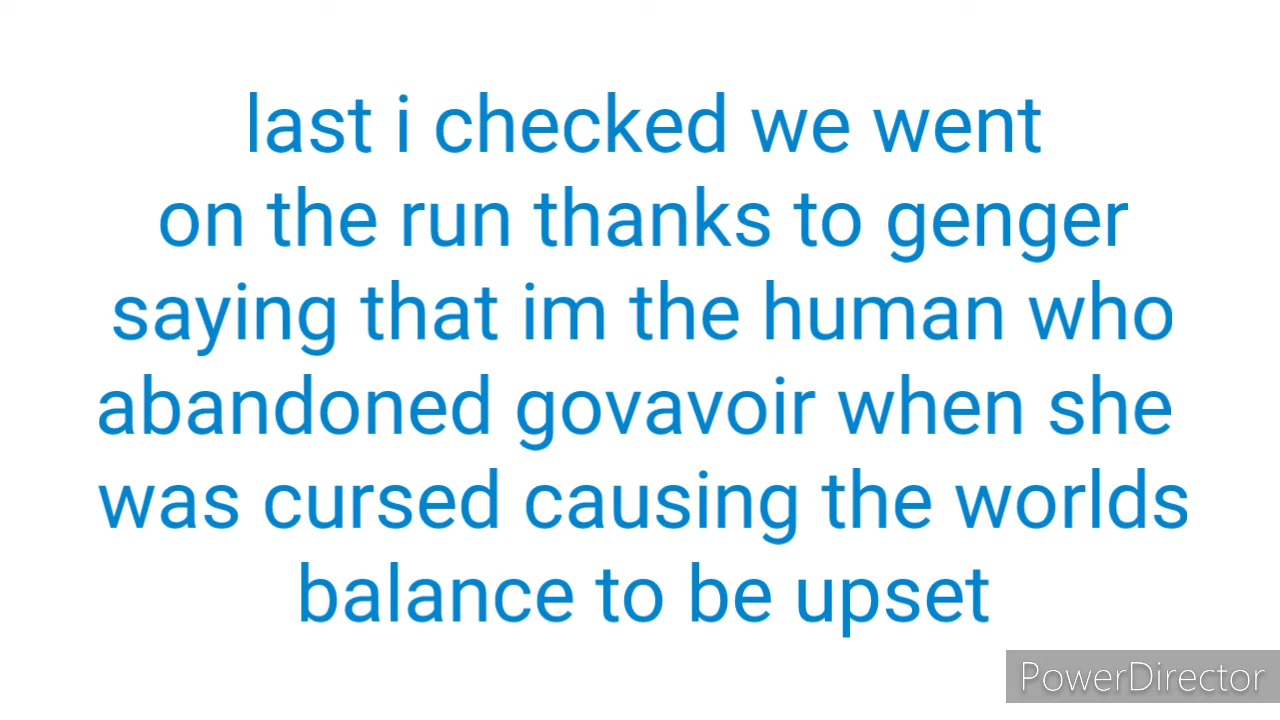 last i checked we went
on the run thanks to genger
saying that im the human who
abandoned govavoir when she
was cursed causing the worlds
balance to be upset
PowerDirector